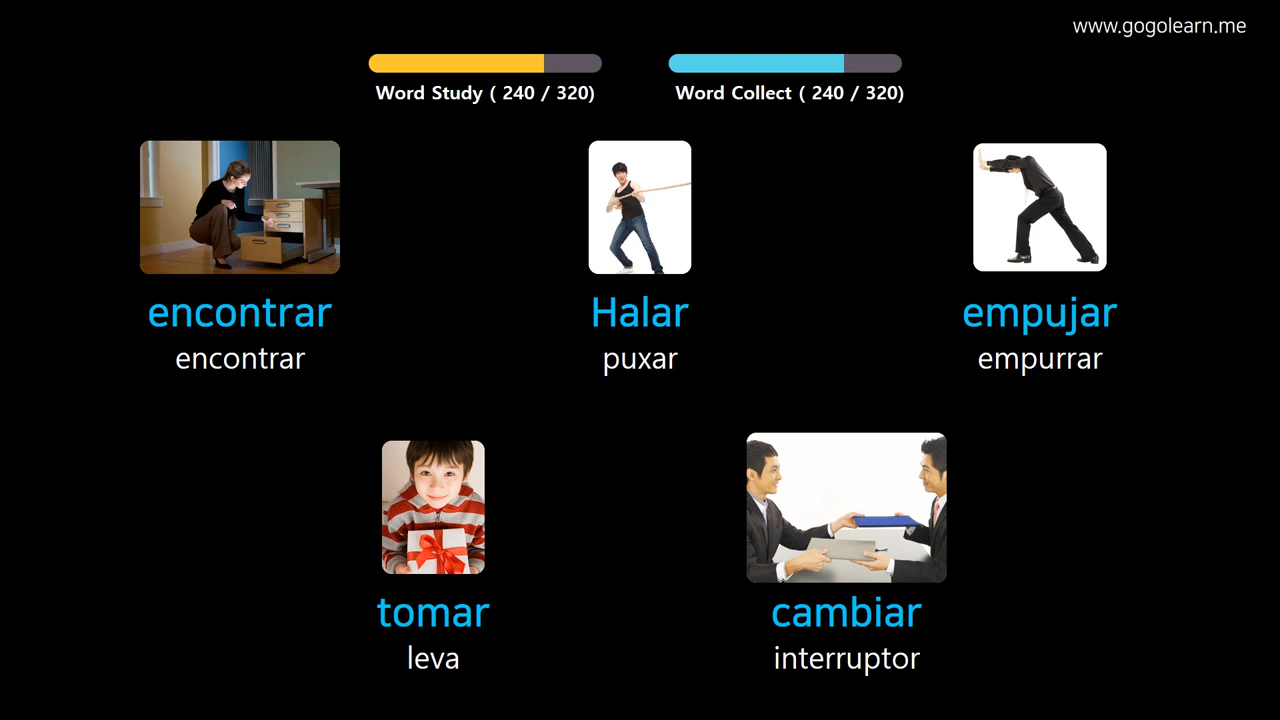 www.gogolearn.me
Word Study ( 240 / 320)
Word Collect ( 240 / 320)
encontrar
encontrar
Halar
puxar
empujar
empurrar
tomar
leva
cambiar
interruptor